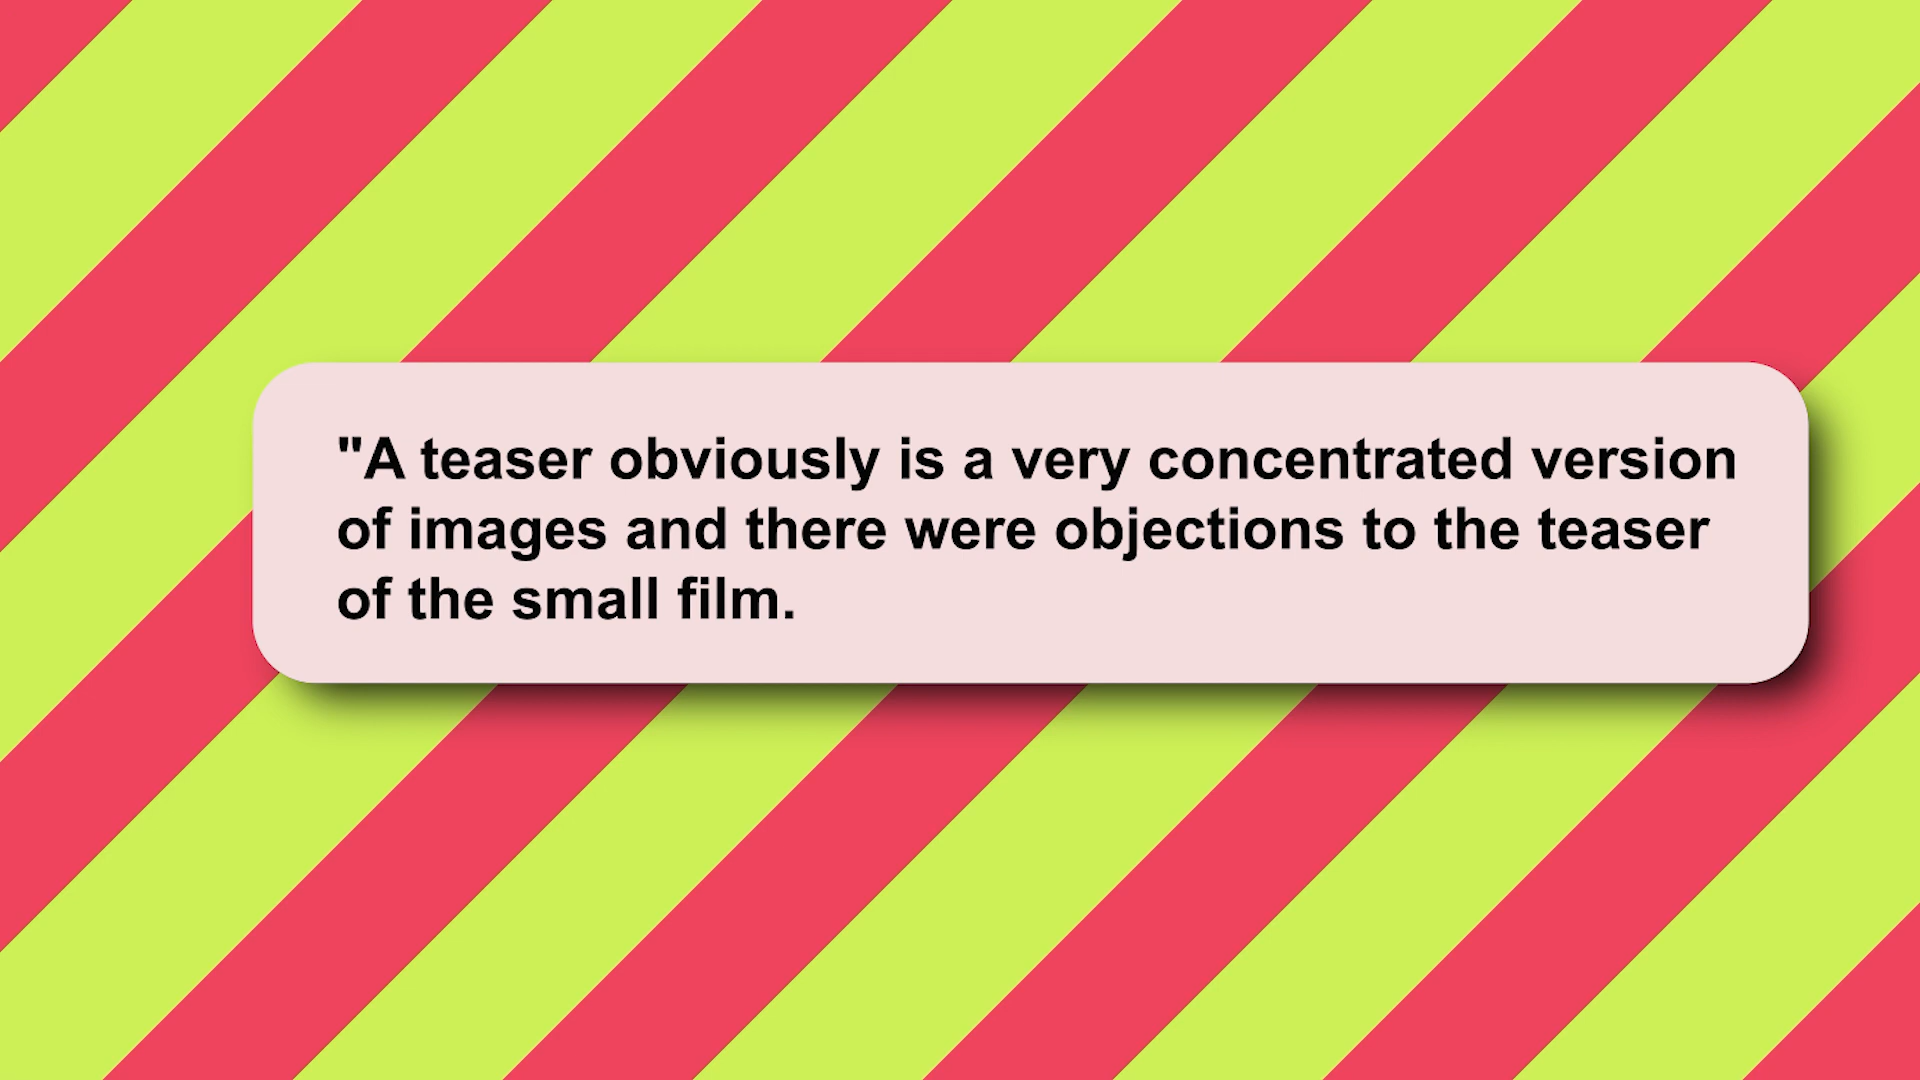 "A teaser obviously is a very concentrated version
of images and there were objections to the teaser
of the small film.